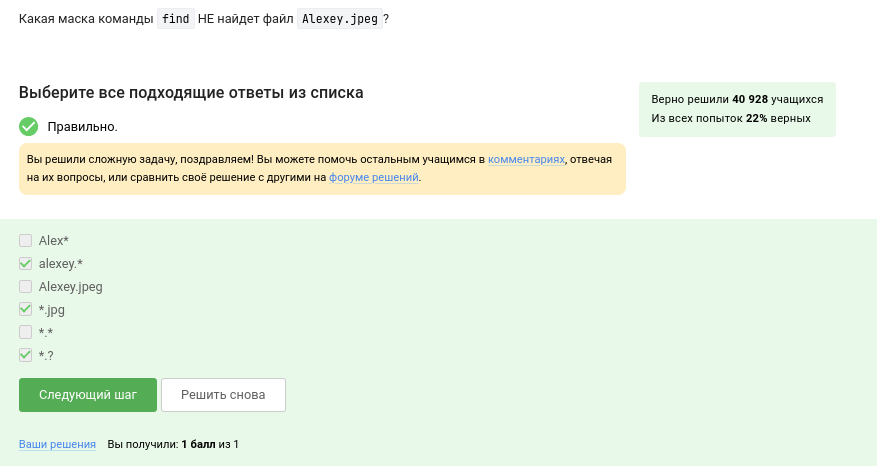 Какая маска команды find НЕ найдет файл Alexey.jpeg ?
Выберите все подходящие ответы из списка
Верно решили 40 928 учащихся
Из всех попыток 22% верных
Правильно.
Вы решили сложную задачу, поздравляем! Вы можете помочь остальным учащимся в комментариях, отвечая
на их вопросы, или сравнить своё решение с другими на форуме решений.
Alex*
alexey.*
Alexey.jpeg
*.jpg
*.*
*.?
Следующий шаг
Решить снова
Ваши решения Вы получили: 1 балл из 1